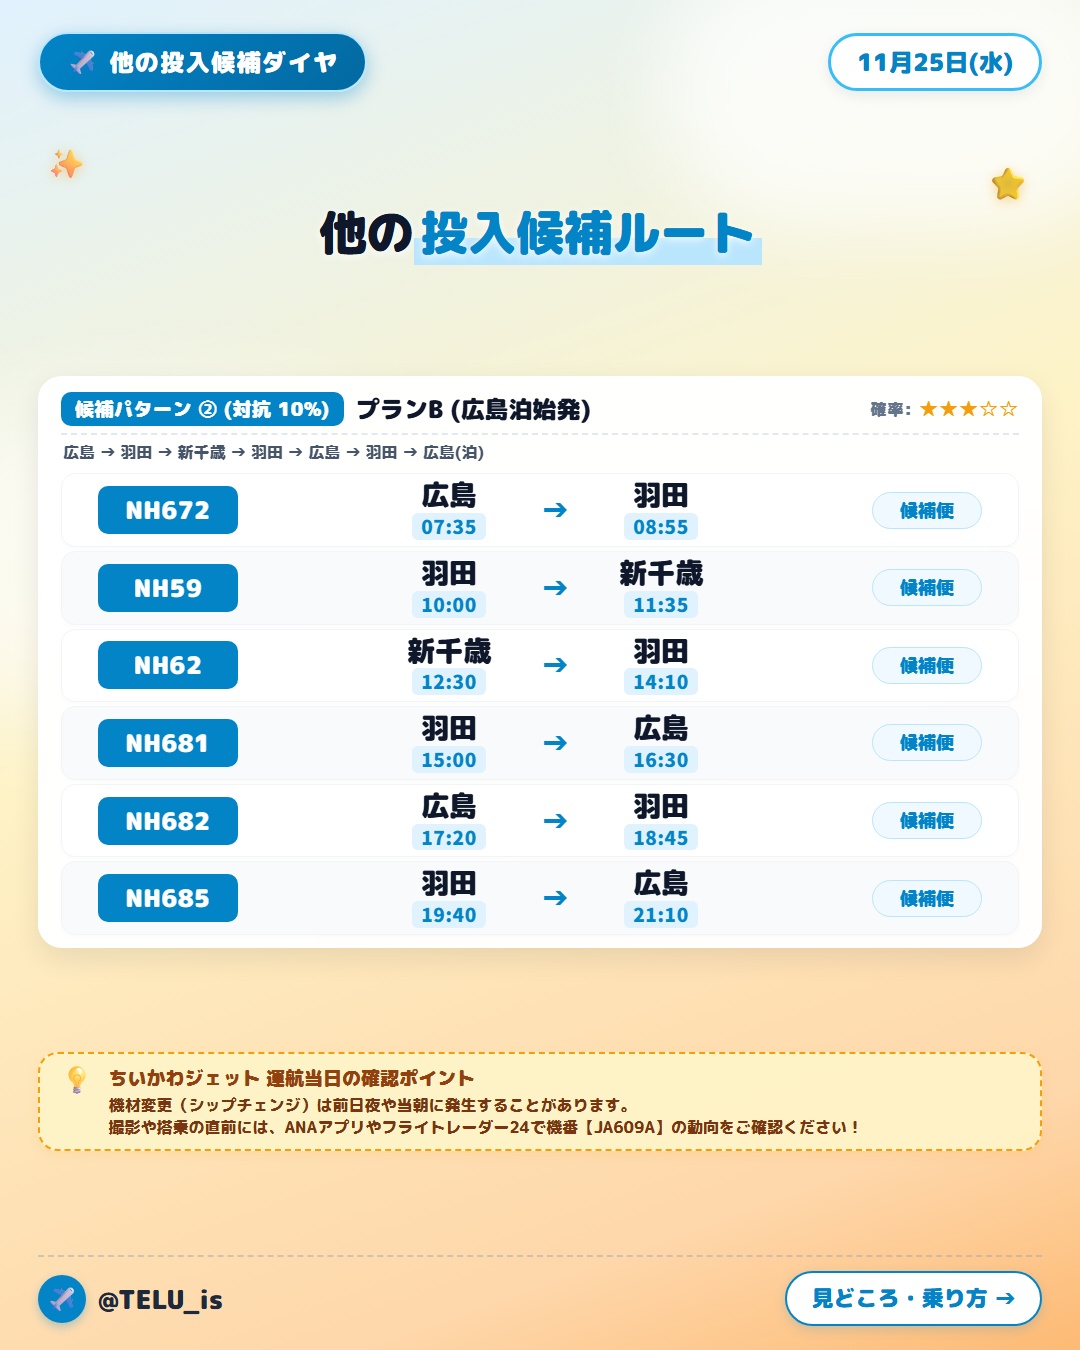 他の投入候補ダイヤ
11月25日(水)
他の投入候補ルート
候補パターン ② (対抗 10%) プランB (広島泊始発) 確率: ★★★☆☆
広島 → 羽田 → 新千歳 → 羽田 → 広島 → 羽田 → 広島(泊)
NH672 広島 07:35 → 羽田 08:55 候補便
NH59 羽田 10:00 → 新千歳 11:35 候補便
NH62 新千歳 12:30 → 羽田 14:10 候補便
NH681 羽田 15:00 → 広島 16:30 候補便
NH682 広島 17:20 → 羽田 18:45 候補便
NH685 羽田 19:40 → 広島 21:10 候補便
ちいかわジェット 運航当日の確認ポイント
機材変更（シップチェンジ）は前日夜や当朝に発生することがあります。
撮影や搭乗の直前には、ANAアプリやフライトレーダー24で機番【JA609A】の動向をご確認ください！
@TELU_is
見どころ・乗り方 →